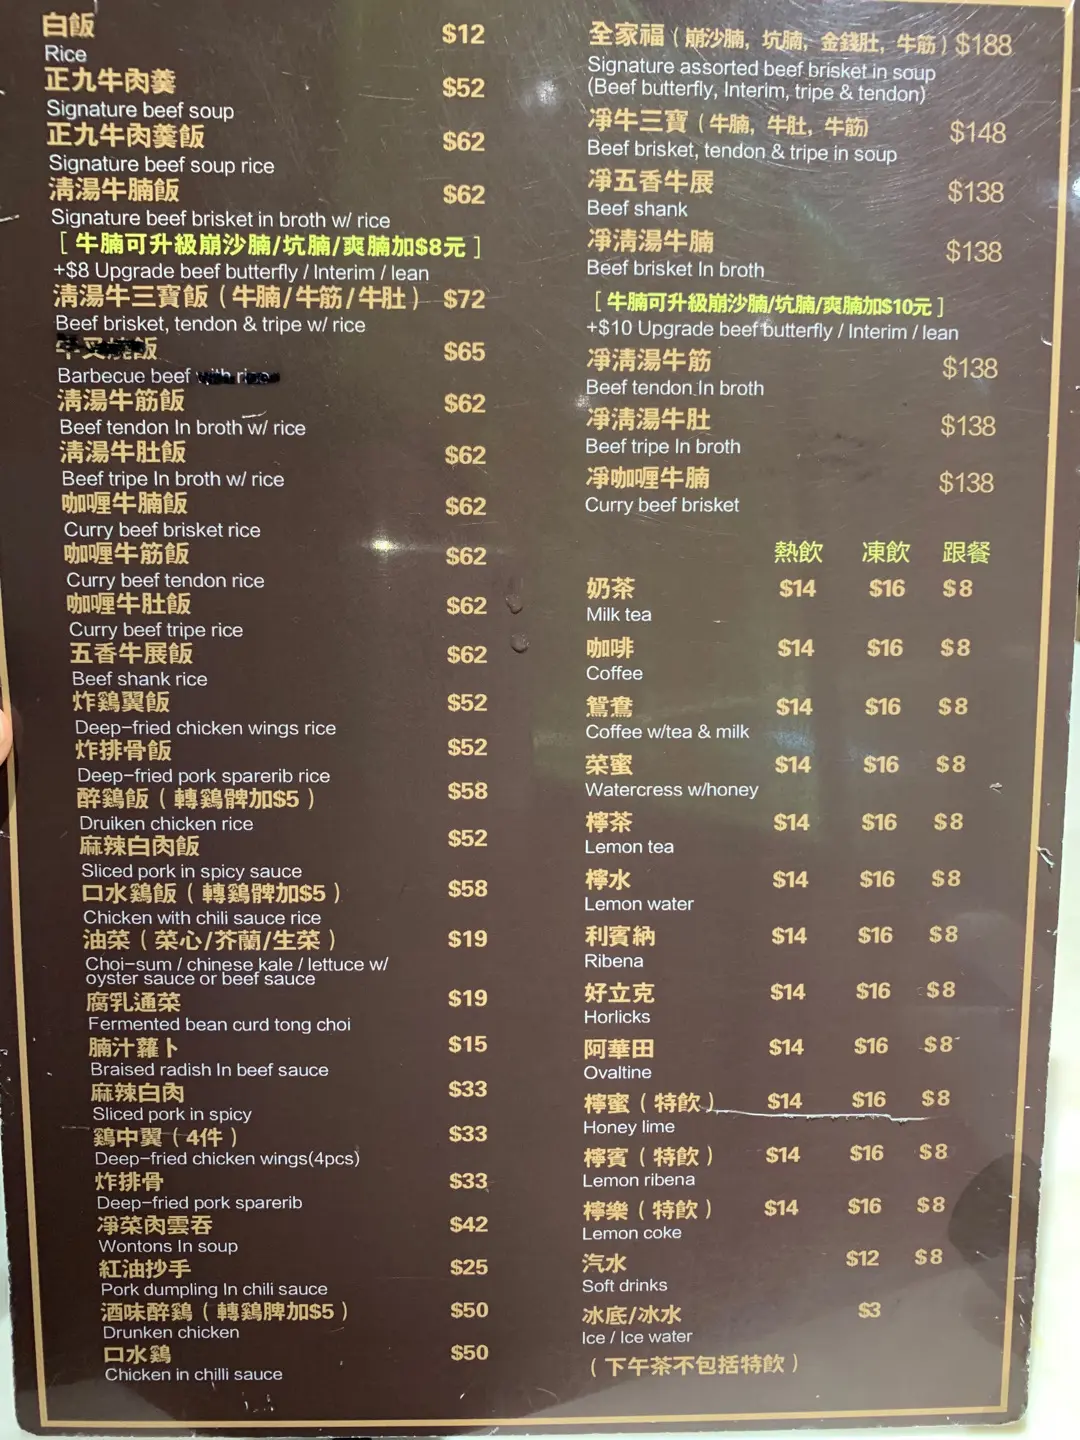 白飯 $12
Rice
正九牛肉羹 $52
Signature beef soup
正九牛肉羹飯 $62
Signature beef soup rice
清湯牛腩飯 $62
Signature beef brisket in broth w/ rice
[ 牛腩可升級崩沙腩/坑腩/爽腩加$8元 ]
+$8 Upgrade beef butterfly / Interim / lean
清湯牛三寶飯 ( 牛腩/牛筋/牛肚 ) $72
Beef brisket, tendon & tripe w/ rice
飯 $65
Barbecue beef
清湯牛筋飯 $62
Beef tendon In broth w/ rice
清湯牛肚飯 $62
Beef tripe In broth w/ rice
咖喱牛腩飯 $62
Curry beef brisket rice
咖喱牛筋飯 $62
Curry beef tendon rice
咖喱牛肚飯 $62
Curry beef tripe rice
五香牛展飯 $62
Beef shank rice
炸鷄翼飯 $52
Deep-fried chicken wings rice
炸排骨飯 $52
Deep-fried pork sparerib rice
醉鷄飯 ( 轉鷄髀加$5 ) $58
Druiken chicken rice
麻辣白肉飯 $52
Sliced pork in spicy sauce
口水鷄飯 ( 轉鷄髀加$5 ) $58
Chicken with chili sauce rice
油菜 ( 菜心/芥蘭/生菜 ) $19
Choi-sum / chinese kale / lettuce w/
oyster sauce or beef sauce
腐乳通菜 $19
Fermented bean curd tong choi
腩汁蘿卜 $15
Braised radish In beef sauce
麻辣白肉 $33
Sliced pork in spicy
鷄中翼 ( 4件 ) $33
Deep-fried chicken wings(4pcs)
炸排骨 $33
Deep-fried pork sparerib
凈菜肉雲吞 $42
Wontons In soup
紅油抄手 $25
Pork dumpling In chili sauce
酒味醉鷄 ( 轉鷄脾加$5 ) $50
Drunken chicken
口水鷄 $50
Chicken in chilli sauce
全家福 ( 崩沙腩, 坑腩, 金錢肚, 牛筋 ) $188
Signature assorted beef brisket in soup
(Beef butterfly, Interim, tripe & tendon)
凈牛三寶 ( 牛腩, 牛肚, 牛筋) $148
Beef brisket, tendon & tripe in soup
凈五香牛展 $138
Beef shank
凈清湯牛腩 $138
Beef brisket In broth
[ 牛腩可升級崩沙腩/坑腩/爽腩加$10元 ]
+$10 Upgrade beef butterfly / Interim / lean
凈清湯牛筋 $138
Beef tendon In broth
凈清湯牛肚 $138
Beef tripe In broth
凈咖喱牛腩 $138
Curry beef brisket
熱飲 凍飲 跟餐
奶茶 $14 $16 $8
Milk tea
咖啡 $14 $16 $8
Coffee
鴛鴦 $14 $16 $8
Coffee w/tea & milk
菜蜜 $14 $16 $8
Watercress w/honey
檸茶 $14 $16 $8
Lemon tea
檸水 $14 $16 $8
Lemon water
利賓納 $14 $16 $8
Ribena
好立克 $14 $16 $8
Horlicks
阿華田 $14 $16 $8
Ovaltine
檸蜜 ( 特飲 ) $14 $16 $8
Honey lime
檸賓 ( 特飲 ) $14 $16 $8
Lemon ribena
檸樂 ( 特飲 ) $14 $16 $8
Lemon coke
汽水 $12 $8
Soft drinks
冰底/冰水 $3
Ice / Ice water
( 下午茶不包括特飲 )